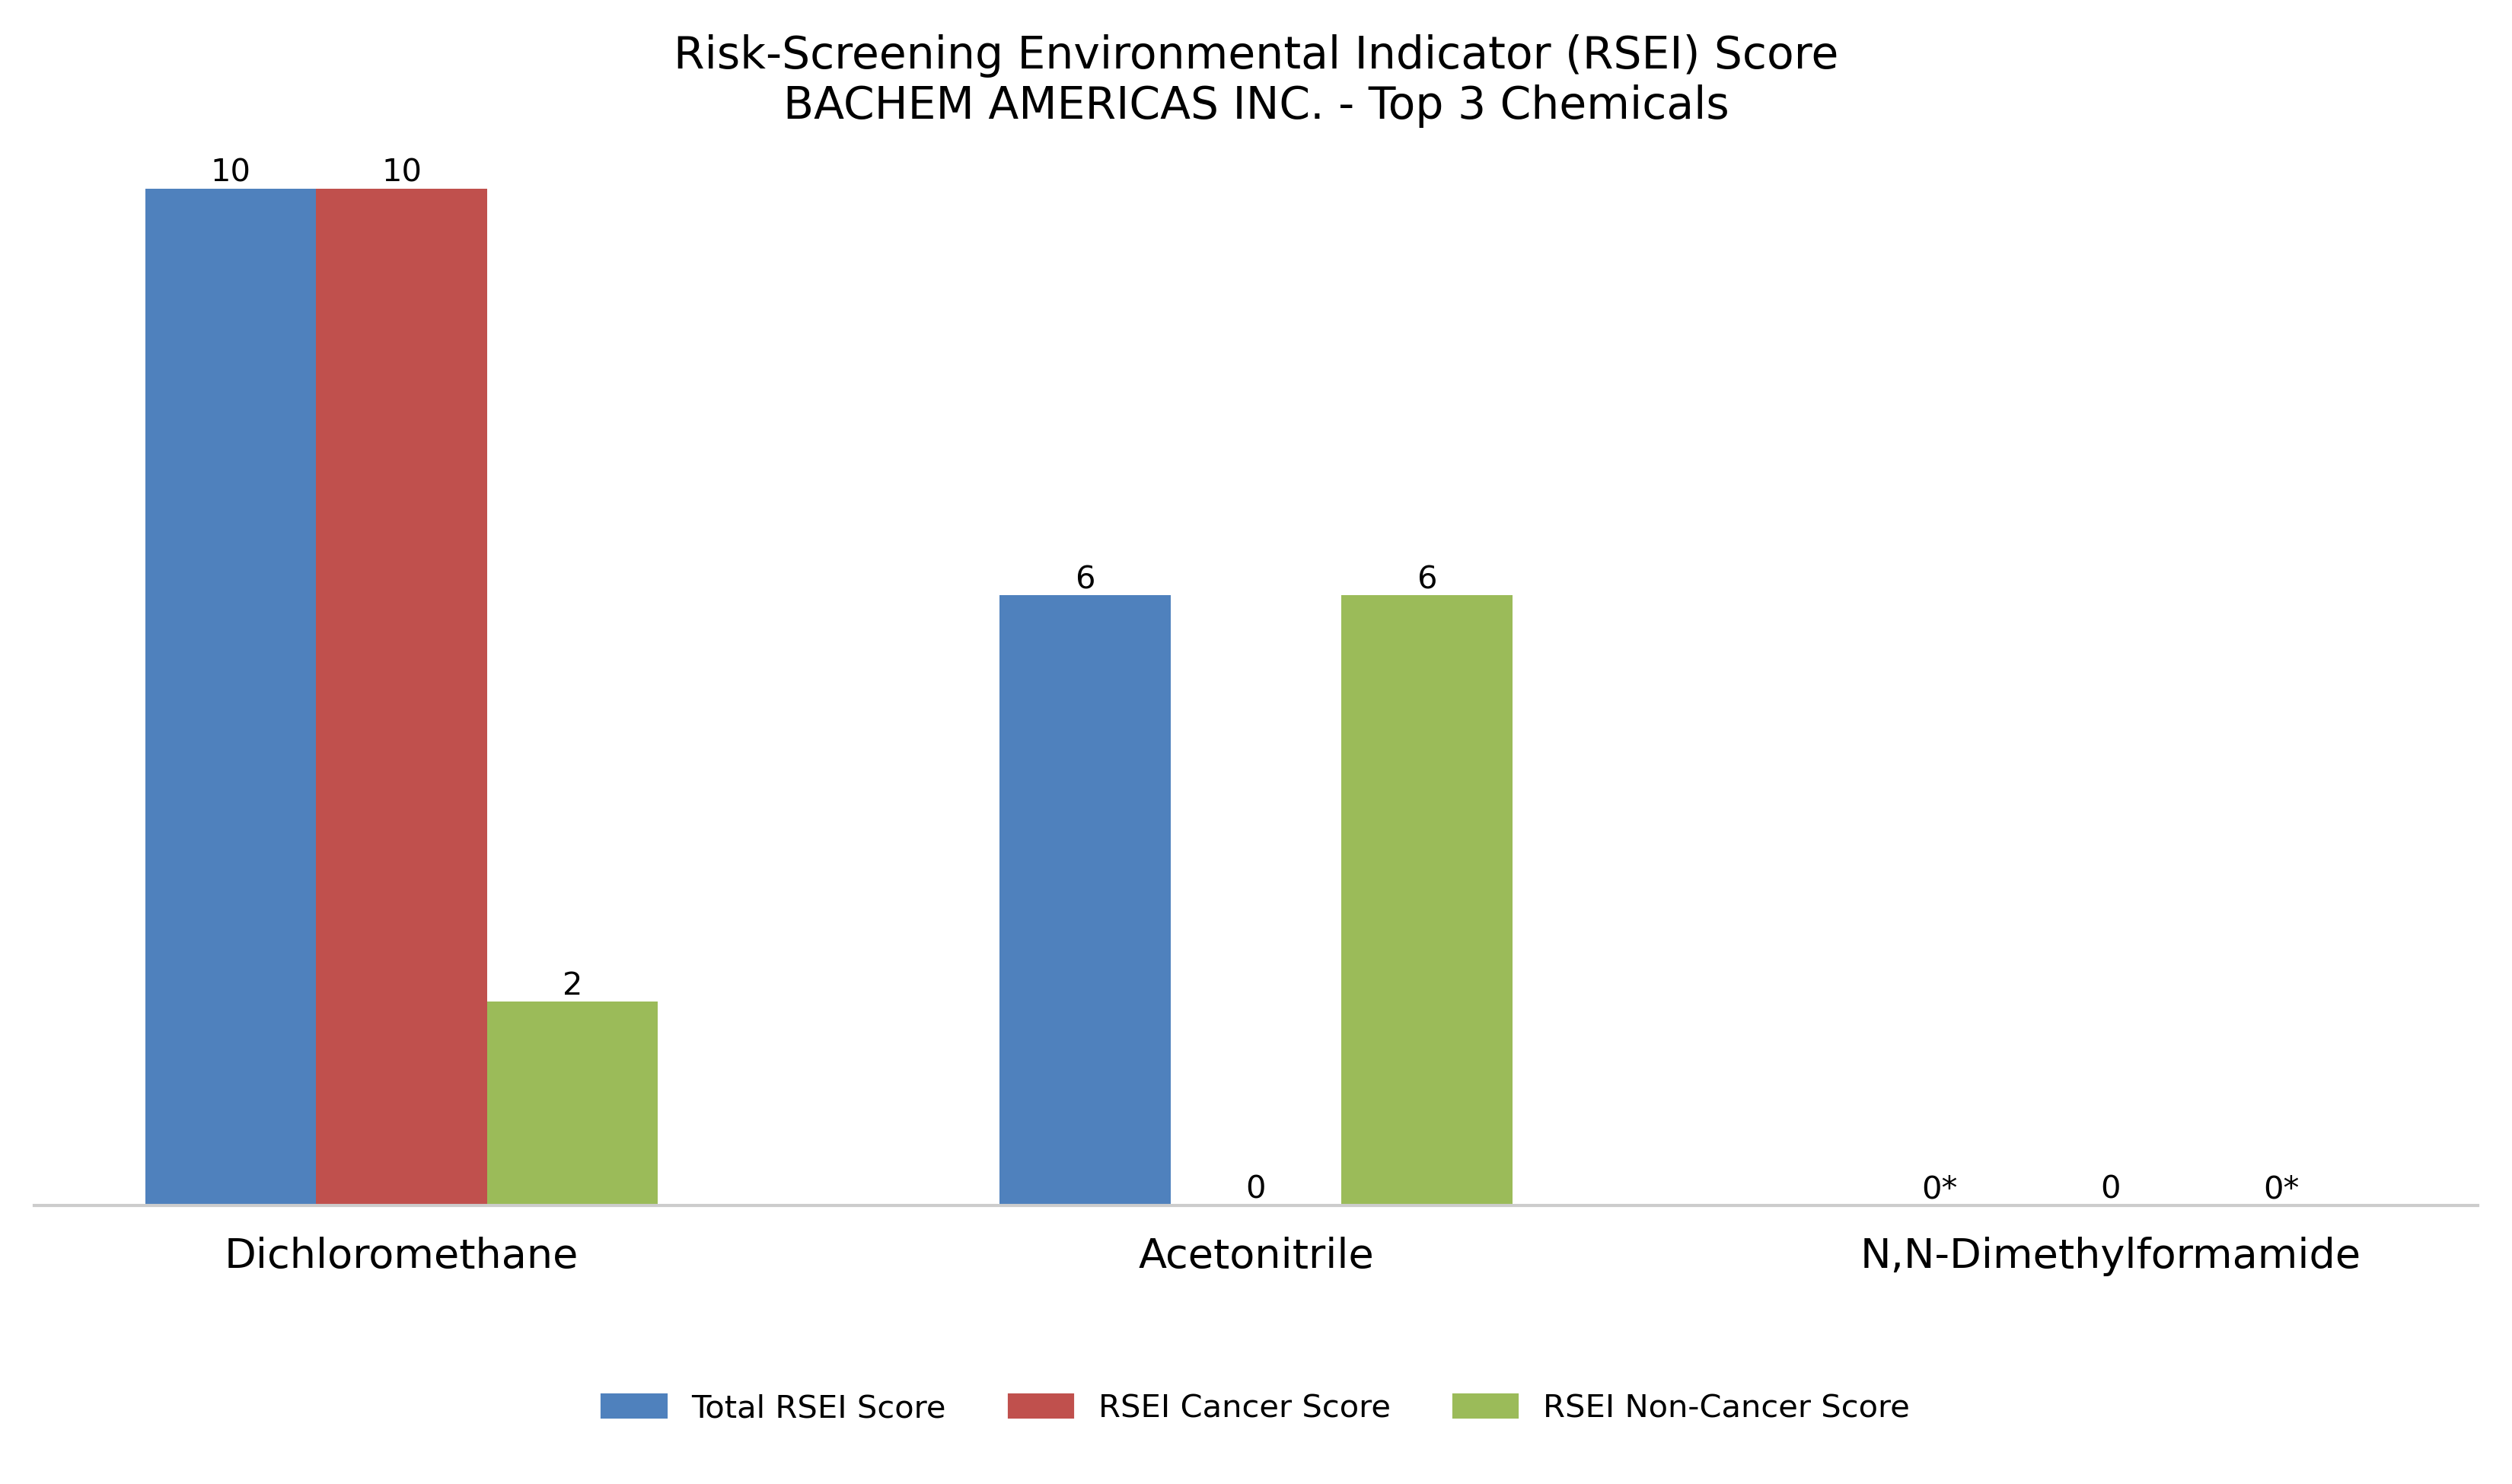 Risk-Screening Environmental Indicator (RSEI) Score
BACHEM AMERICAS INC. - Top 3 Chemicals
10 10
2
6
0
6
0* 0 0*
Dichloromethane Acetonitrile N,N-Dimethylformamide
Total RSEI Score RSEI Cancer Score RSEI Non-Cancer Score